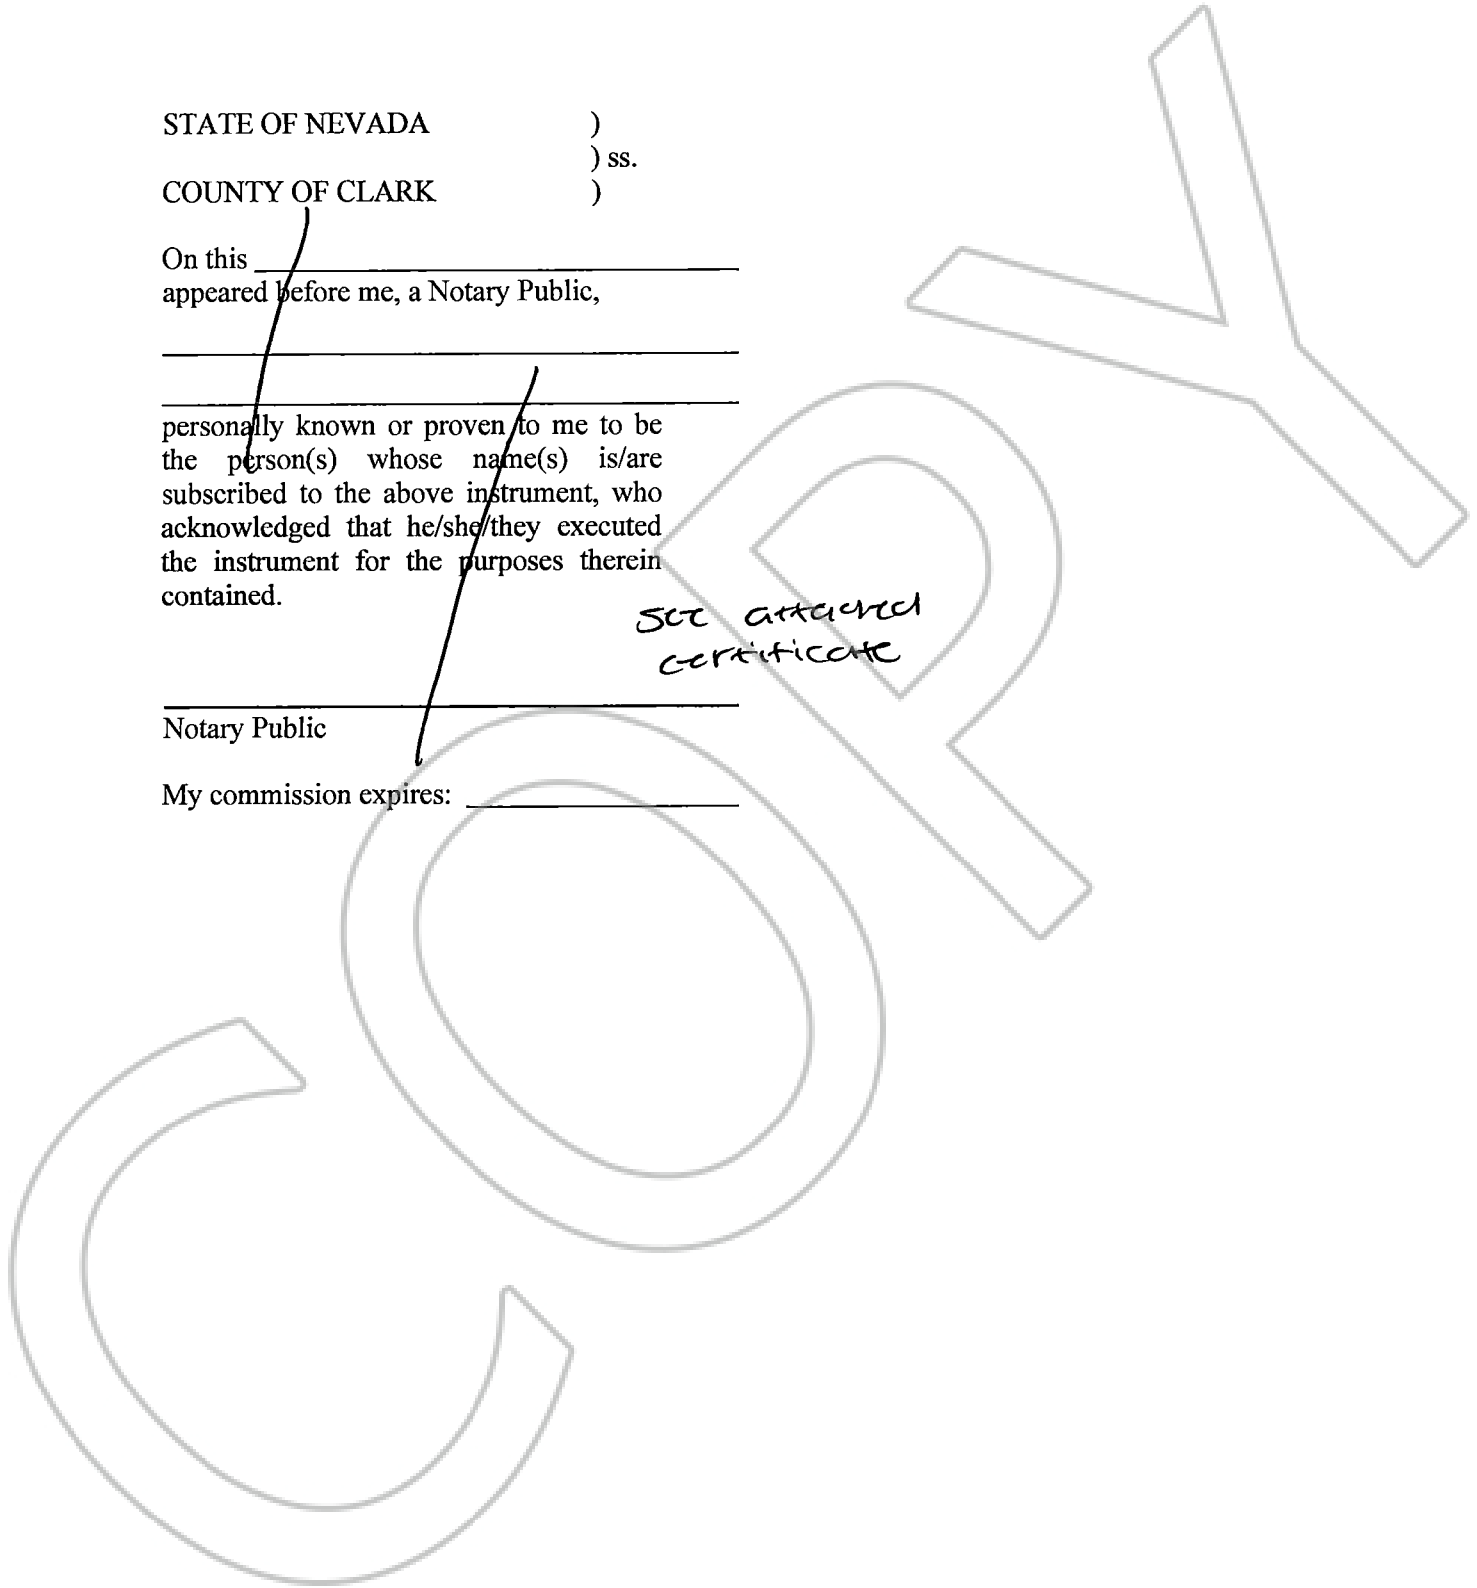 STATE OF NEVADA )
) ss.
COUNTY OF CLARK )
On this
appeared before me, a Notary Public,
personally known or proven to me to be
the person(s) whose name(s) is/are
subscribed to the above instrument, who
acknowledged that he/she/they executed
the instrument for the purposes therein
contained.
see attached
certificate
Notary Public
My commission expires:
COPY